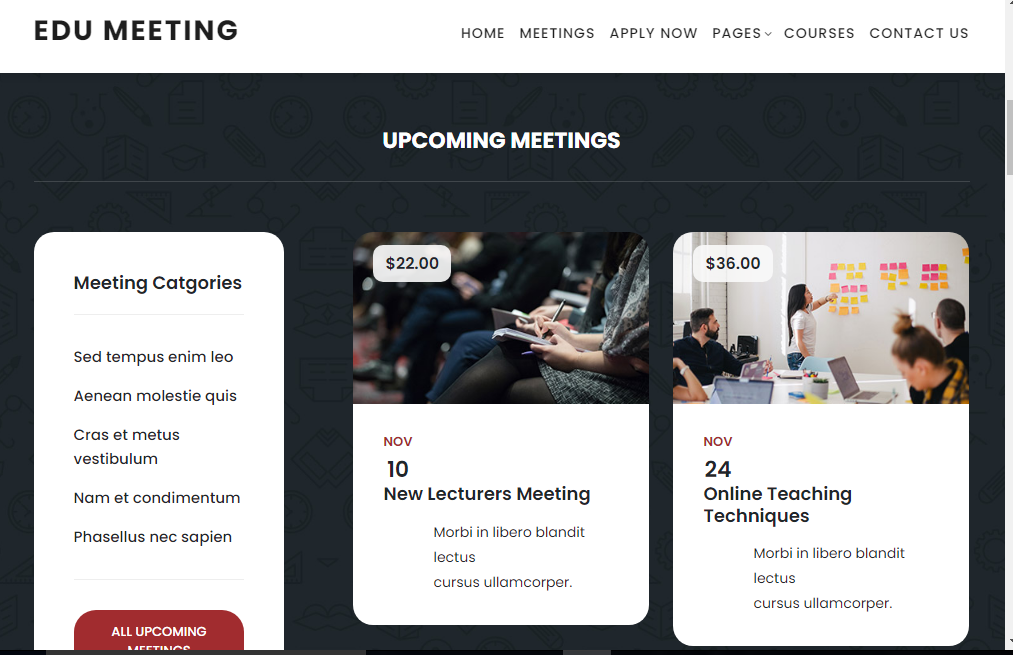 EDU MEETING
HOME MEETINGS APPLY NOW PAGES COURSES CONTACT US
UPCOMING MEETINGS
Meeting Catgories
Sed tempus enim leo
Aenean molestie quis
Cras et metus
vestibulum
Nam et condimentum
Phasellus nec sapien
ALL UPCOMING
MEETINGS
$22.00
NOV
10
New Lecturers Meeting
Morbi in libero blandit
lectus
cursus ullamcorper.
$36.00
NOV
24
Online Teaching
Techniques
Morbi in libero blandit
lectus
cursus ullamcorper.